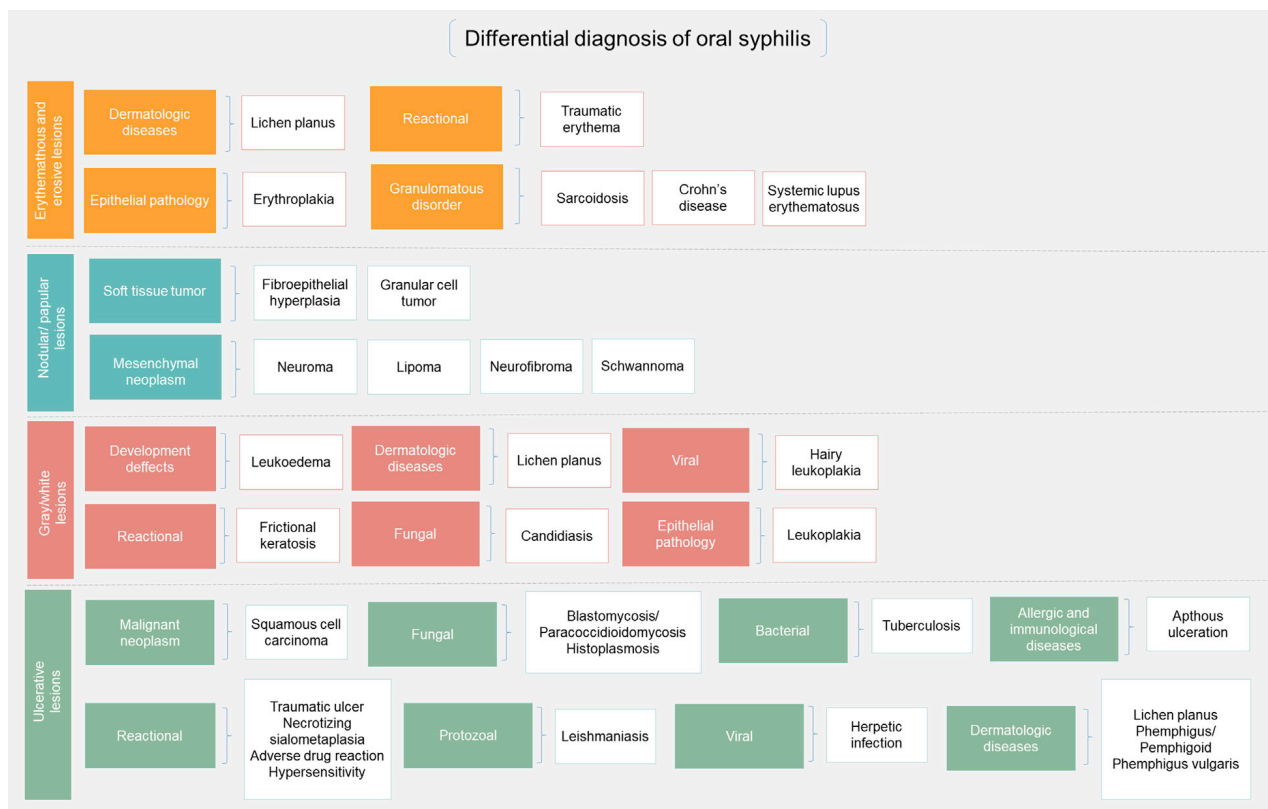 Differential diagnosis of oral syphilis
Erythemathous and
erosive lesions
Dermatologic
diseases
Lichen planus
Reactional
Traumatic
erythema
Epithelial pathology
Erythroplakia
Granulomatous
disorder
Sarcoidosis
Crohn's
disease
Systemic lupus
erythematosus
Nodular/ papular
lesions
Soft tissue tumor
Fibroepithelial
hyperplasia
Granular cell
tumor
Mesenchymal
neoplasm
Neuroma
Lipoma
Neurofibroma
Schwannoma
Gray/white
lesions
Development
deffects
Leukoedema
Dermatologic
diseases
Lichen planus
Viral
Hairy
leukoplakia
Reactional
Frictional
keratosis
Fungal
Candidiasis
Epithelial
pathology
Leukoplakia
Ulcerative
lesions
Malignant
neoplasm
Squamous cell
carcinoma
Fungal
Blastomycosis/
Paracoccidioidomycosis
Histoplasmosis
Bacterial
Tuberculosis
Allergic and
immunological
diseases
Apthous
ulceration
Reactional
Traumatic ulcer
Necrotizing
sialometaplasia
Adverse drug reaction
Hypersensitivity
Protozoal
Leishmaniasis
Viral
Herpetic
infection
Dermatologic
diseases
Lichen planus
Phemphigus/
Pemphigoid
Phemphigus vulgaris